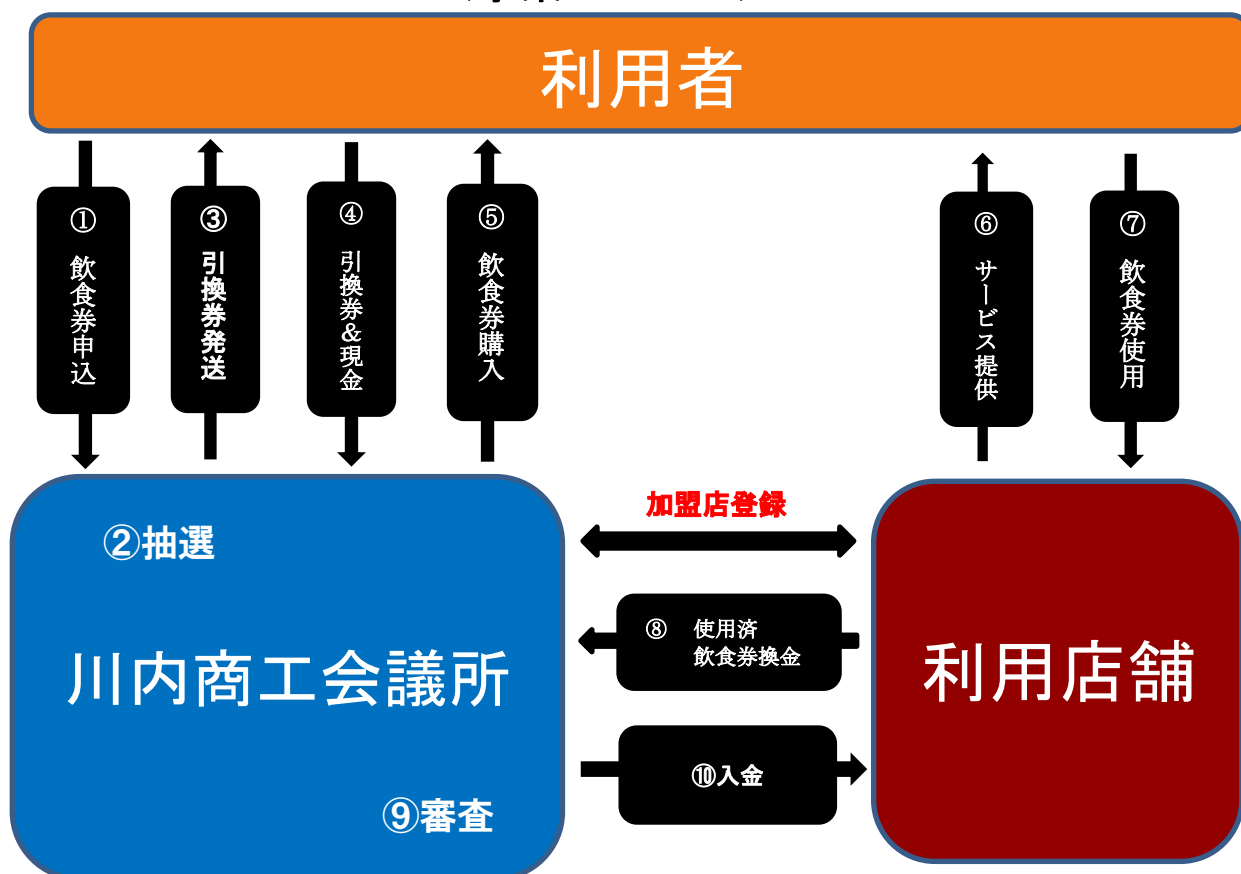 利用者
① 飲食券申込
③ 引換券発送
④ 引換券&現金
⑤ 飲食券購入
⑥ サービス提供
⑦ 飲食券使用
②抽選
川内商工会議所
⑨審査
加盟店登録
⑧ 使用済
飲食券換金
⑩入金
利用店舗